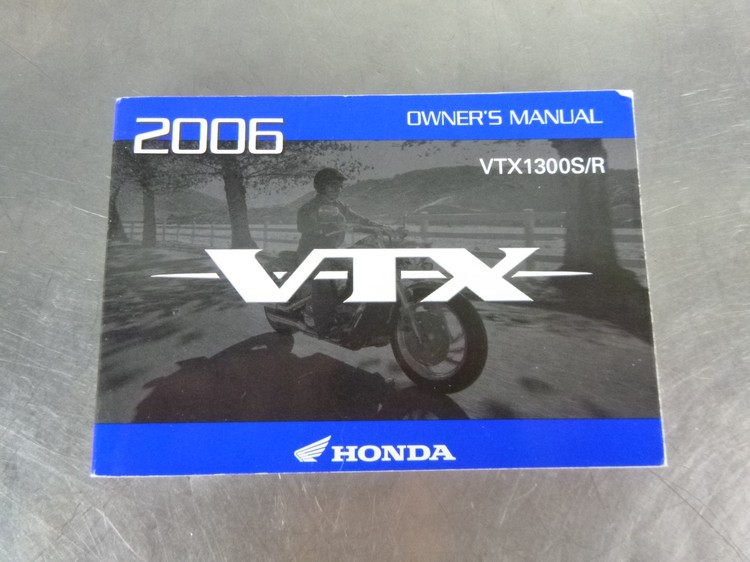 2006
OWNER'S MANUAL
VTX1300S/R
VTX
HONDA